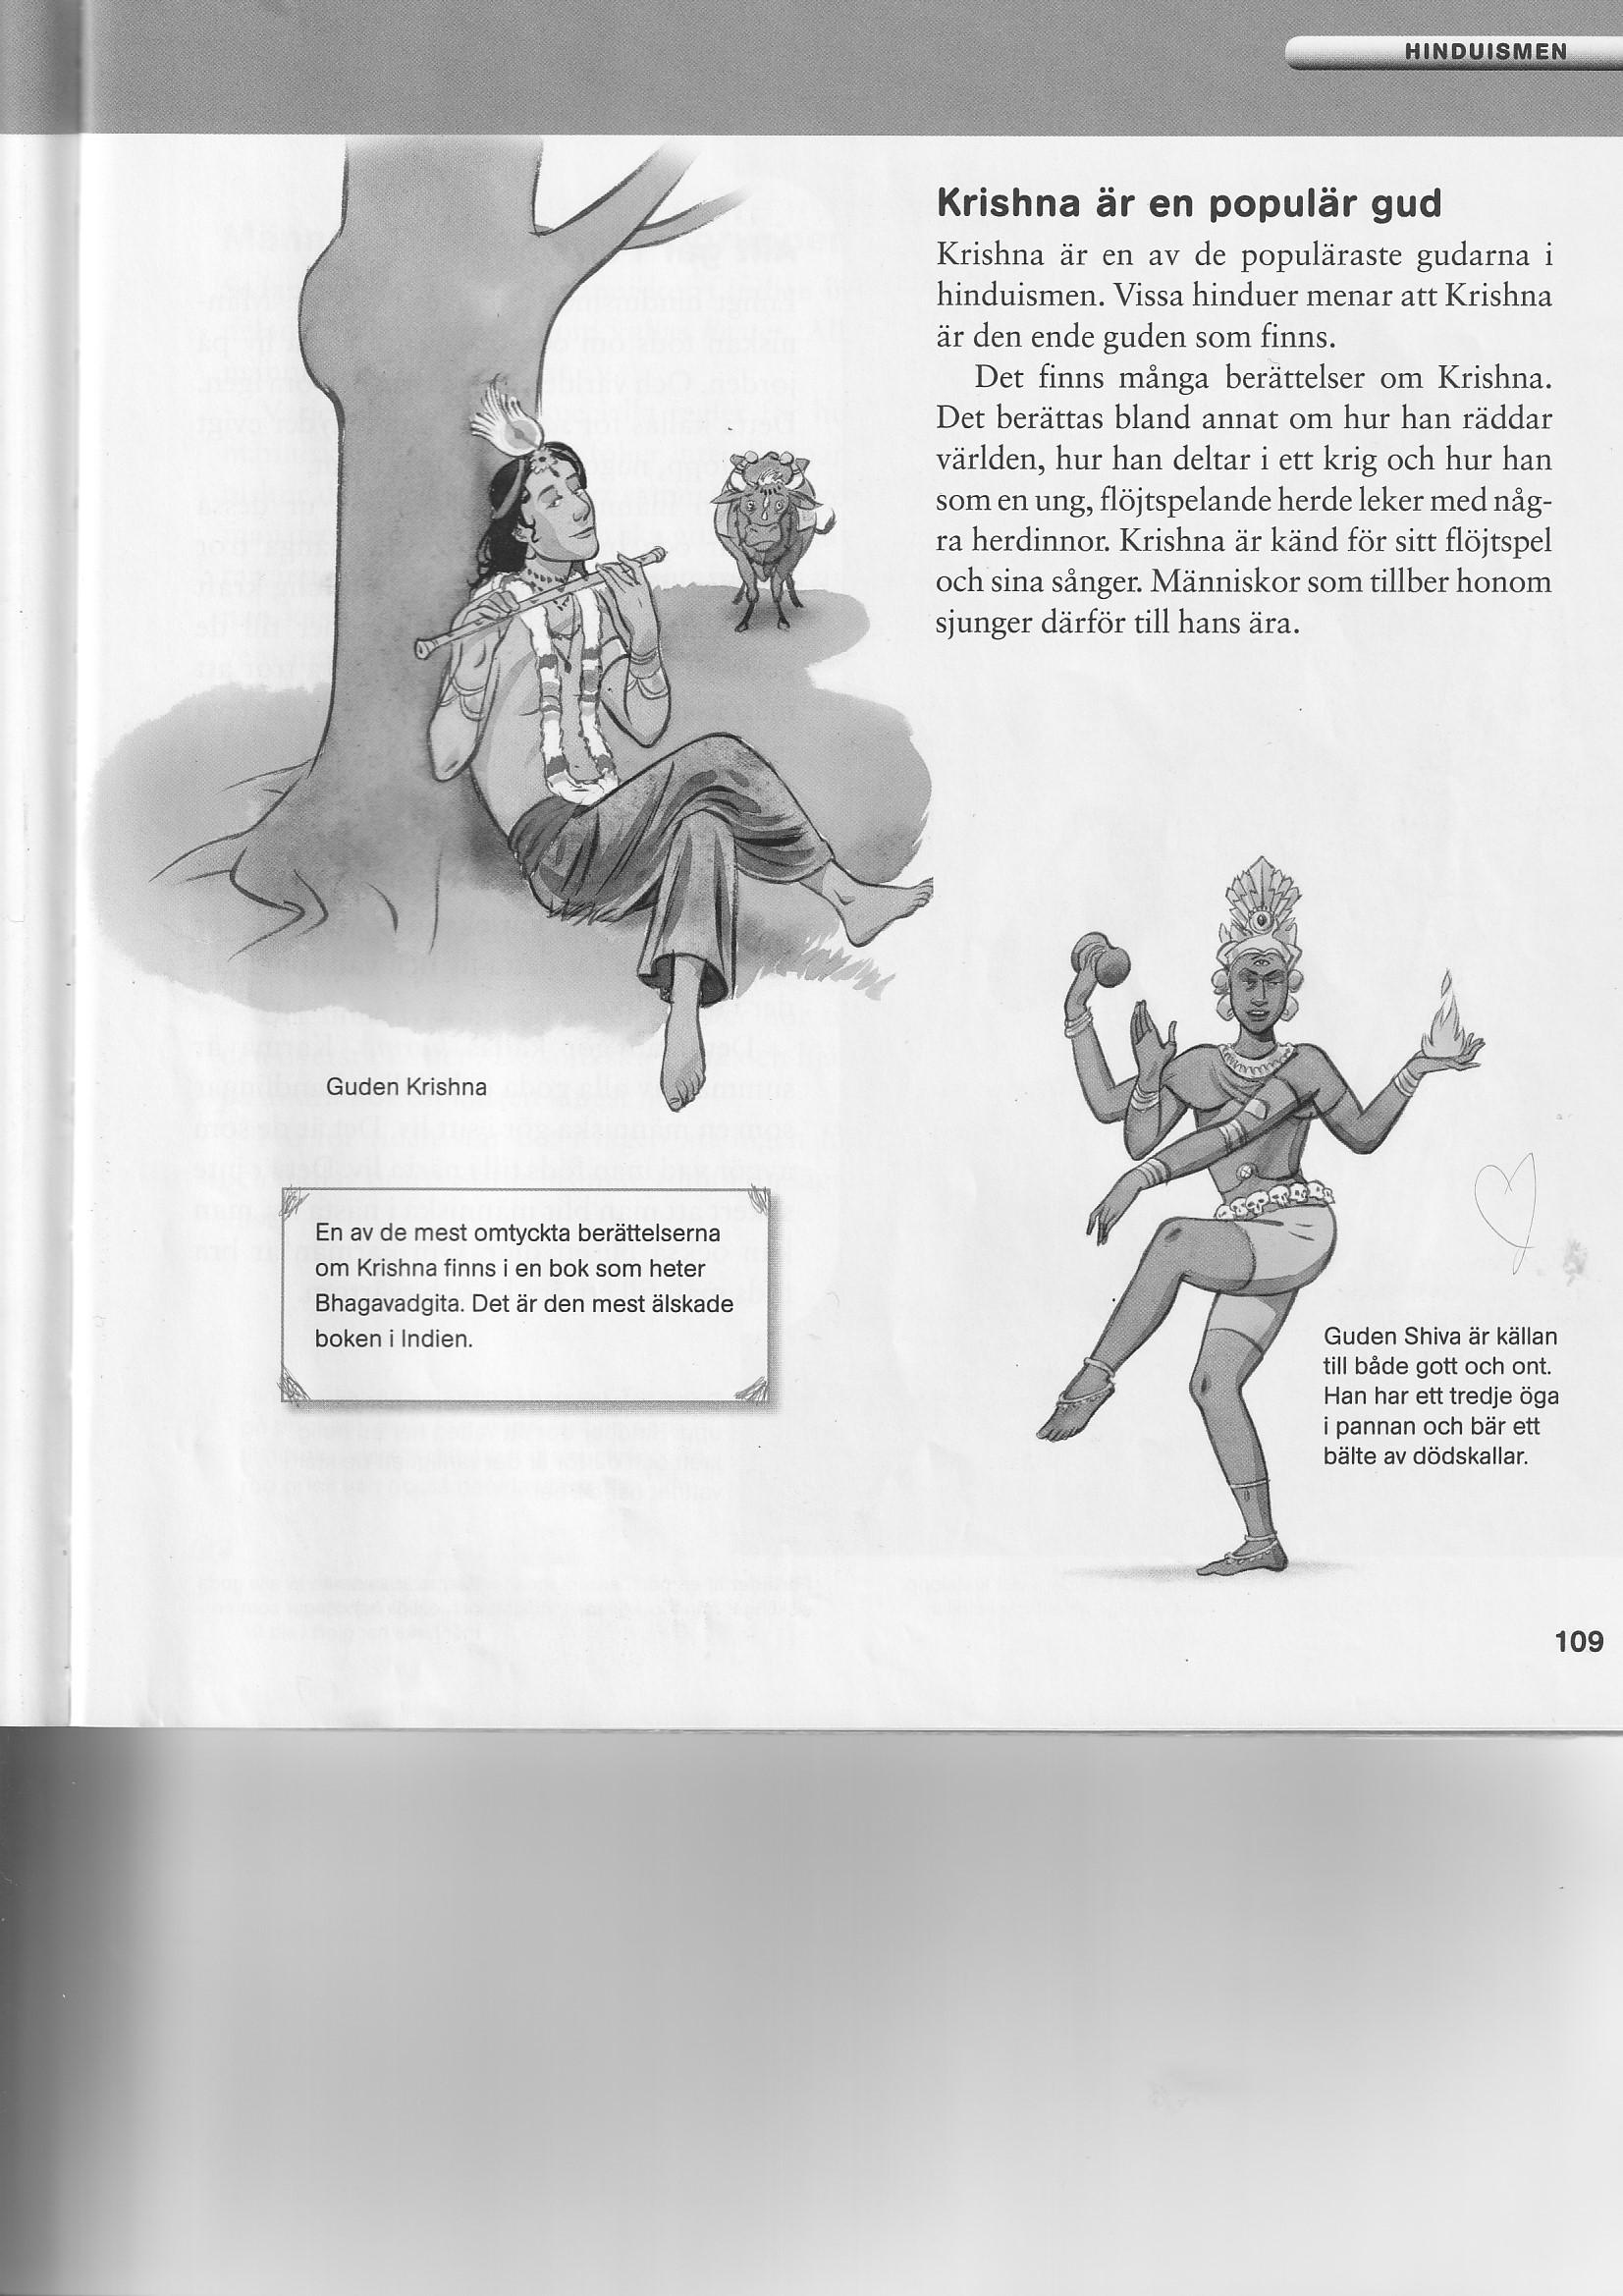 HINDUISMEN
Krishna är en populär gud
Krishna är en av de populäraste gudarna i
hinduismen. Vissa hinduer menar att Krishna
är den ende guden som finns.
Det finns många berättelser om Krishna.
Det berättas bland annat om hur han räddar
världen, hur han deltar i ett krig och hur han
som en ung, flöjtspelande herde leker med någ-
ra herdinnor. Krishna är känd för sitt flöjtspel
och sina sånger. Människor som tillber honom
sjunger därför till hans ära.
Guden Krishna
En av de mest omtyckta berättelserna
om Krishna finns i en bok som heter
Bhagavadgita. Det är den mest älskade
boken i Indien.
Guden Shiva är källan
till både gott och ont.
Han har ett tredje öga
i pannan och bär ett
bälte av dödskallar.
109